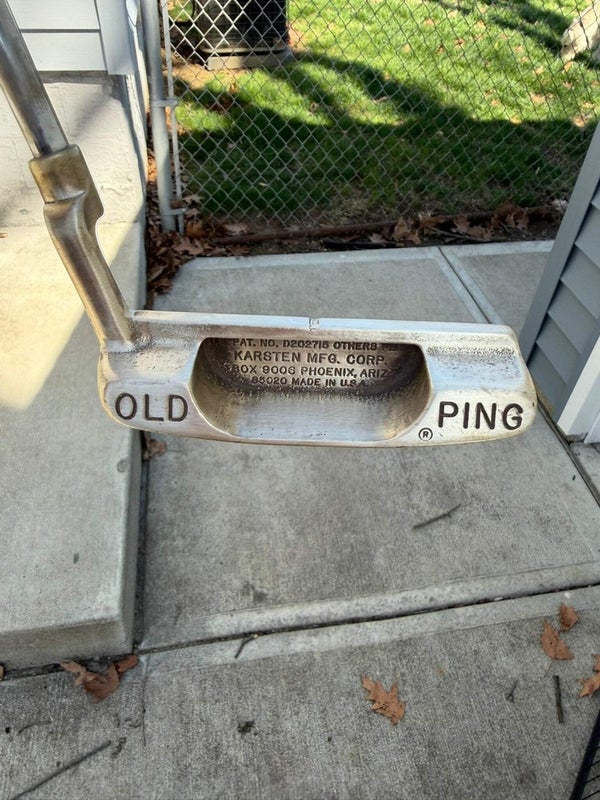 PAT. NO. D202715 OTHERS
KARSTEN MFG. CORP.
BOX 9006 PHOENIX, ARIZ.
85020 MADE IN U.S.A.
OLD PING
®